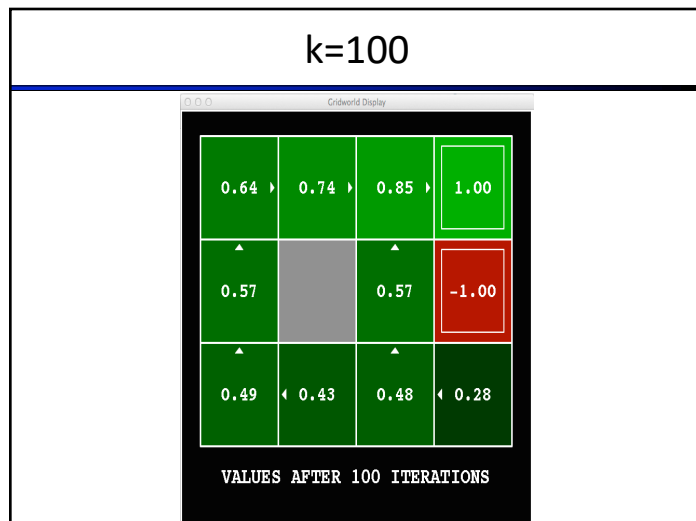 k=100
Gridworld Display
0.64 0.74 0.85 1.00
0.57 0.57 -1.00
0.49 0.43 0.48 0.28
VALUES AFTER 100 ITERATIONS